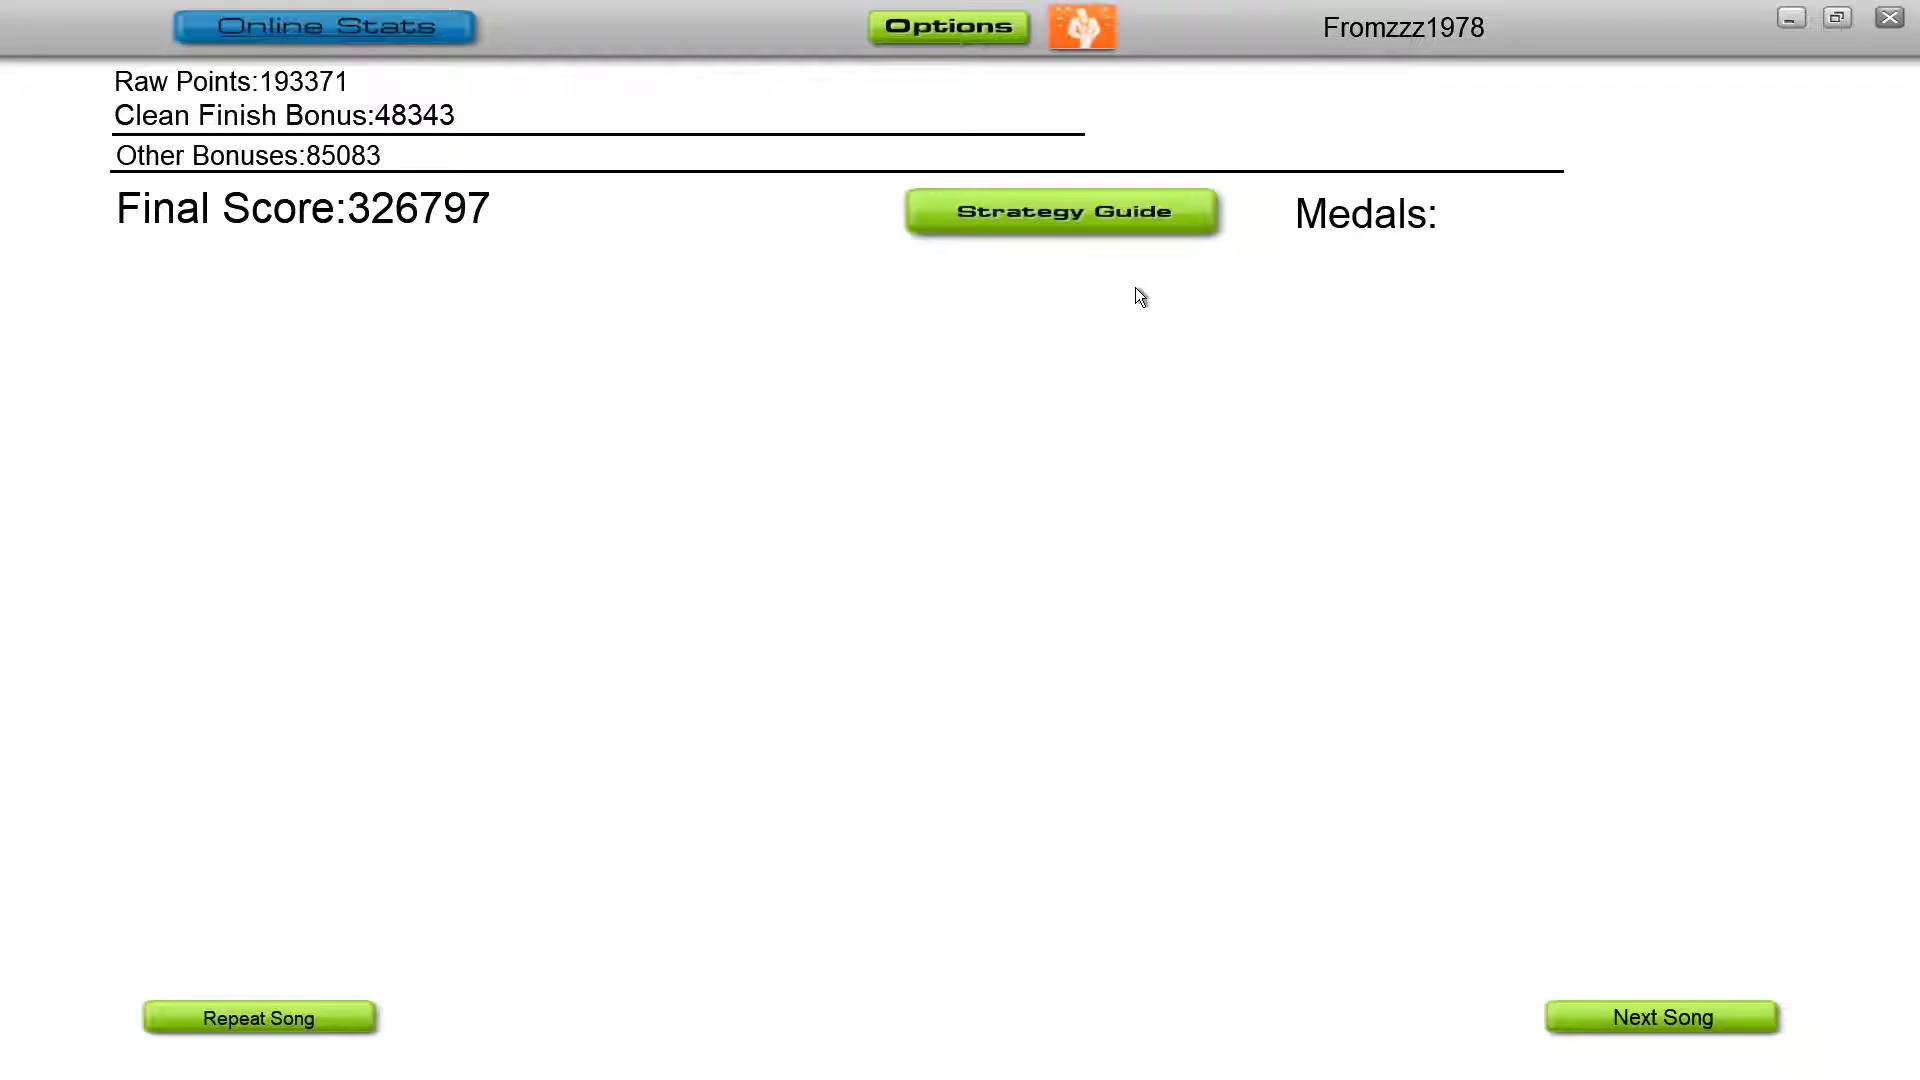 Online Stats
Options
Fromzzz1978
Raw Points:193371
Clean Finish Bonus:48343
Other Bonuses:85083
Final Score:326797
Strategy Guide
Medals:
Repeat Song
Next Song